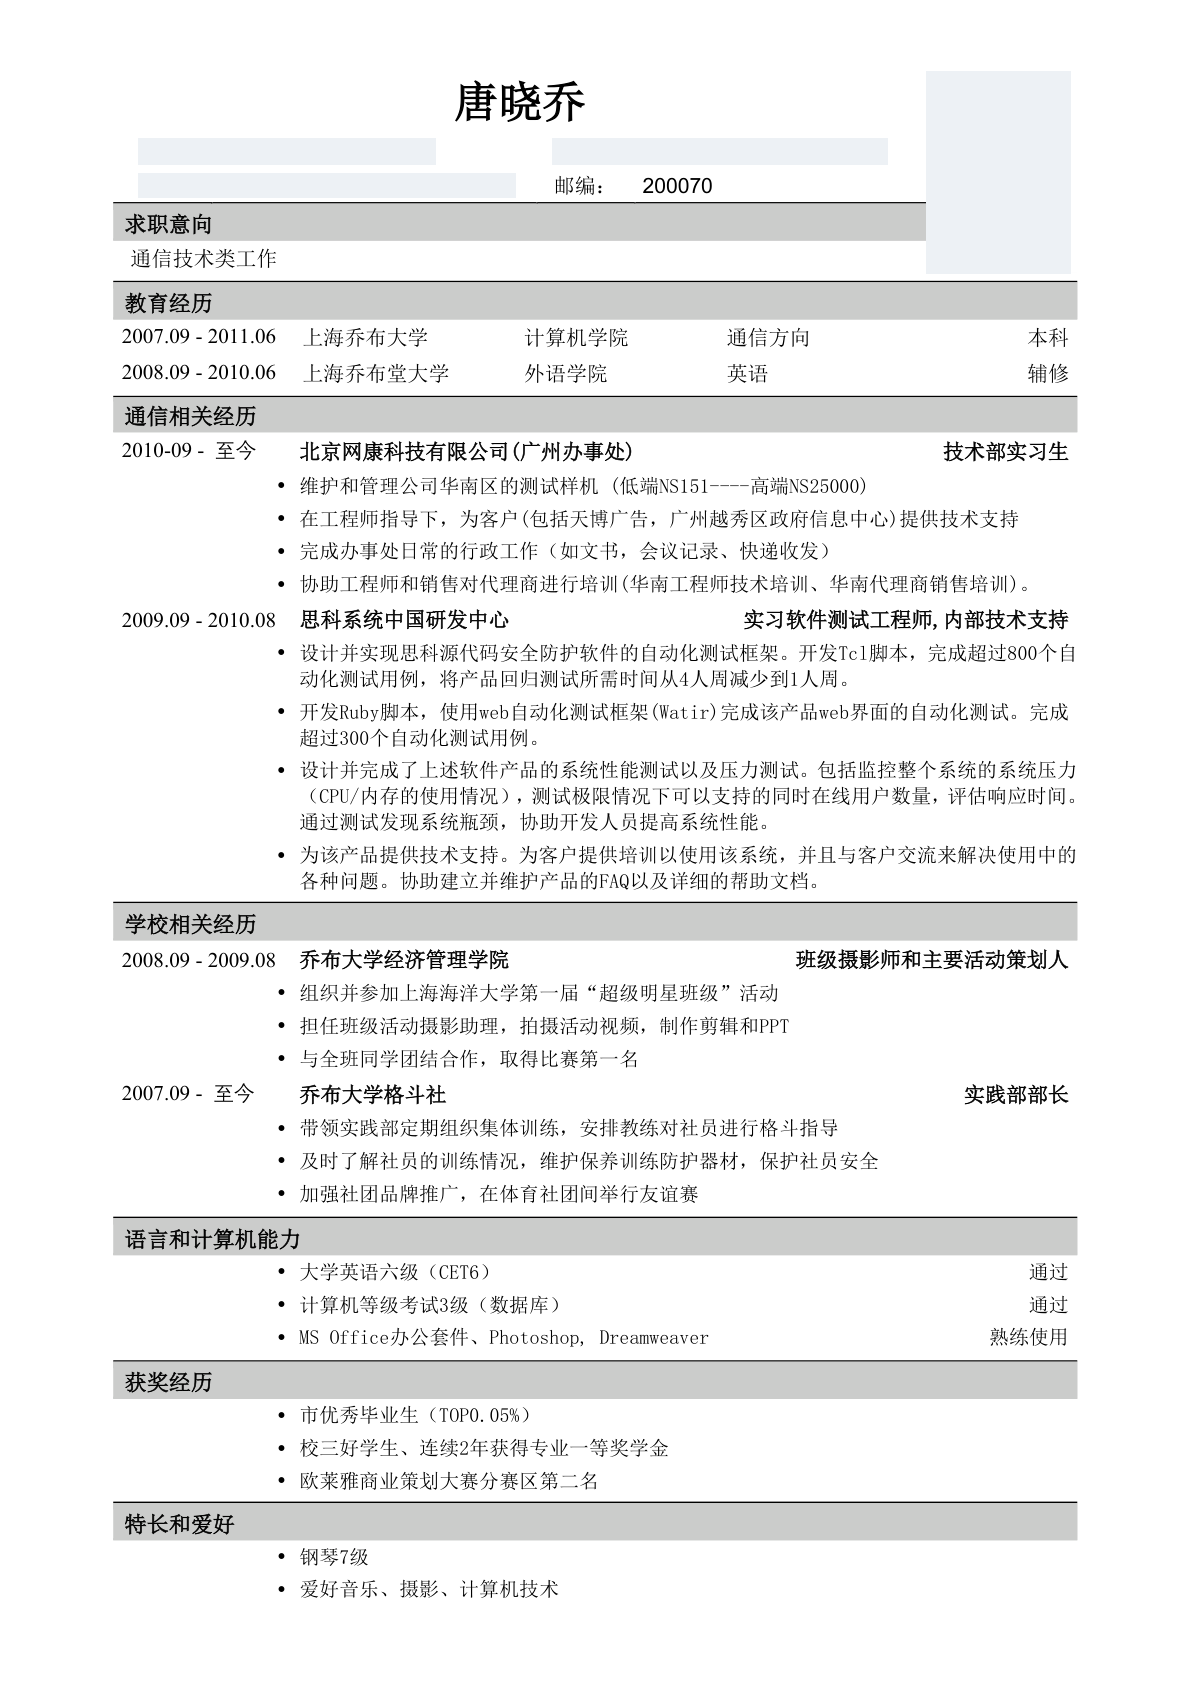 唐晓乔
邮编： 200070
求职意向
通信技术类工作
教育经历
2007.09 - 2011.06 上海乔布大学 计算机学院 通信方向 本科
2008.09 - 2010.06 上海乔布堂大学 外语学院 英语 辅修
通信相关经历
2010-09 - 至今 北京网康科技有限公司(广州办事处) 技术部实习生
• 维护和管理公司华南区的测试样机 (低端NS151----高端NS25000)
• 在工程师指导下，为客户(包括天博广告，广州越秀区政府信息中心)提供技术支持
• 完成办事处日常的行政工作（如文书，会议记录、快递收发）
• 协助工程师和销售对代理商进行培训(华南工程师技术培训、华南代理商销售培训)。
2009.09 - 2010.08 思科系统中国研发中心 实习软件测试工程师,内部技术支持
• 设计并实现思科源代码安全防护软件的自动化测试框架。开发Tcl脚本，完成超过800个自
动化测试用例，将产品回归测试所需时间从4人周减少到1人周。
• 开发Ruby脚本，使用web自动化测试框架(Watir)完成该产品web界面的自动化测试。完成
超过300个自动化测试用例。
• 设计并完成了上述软件产品的系统性能测试以及压力测试。包括监控整个系统的系统压力
（CPU/内存的使用情况），测试极限情况下可以支持的同时在线用户数量，评估响应时间。
通过测试发现系统瓶颈，协助开发人员提高系统性能。
• 为该产品提供技术支持。为客户提供培训以使用该系统，并且与客户交流来解决使用中的
各种问题。协助建立并维护产品的FAQ以及详细的帮助文档。
学校相关经历
2008.09 - 2009.08 乔布大学经济管理学院 班级摄影师和主要活动策划人
• 组织并参加上海海洋大学第一届“超级明星班级”活动
• 担任班级活动摄影助理，拍摄活动视频，制作剪辑和PPT
• 与全班同学团结合作，取得比赛第一名
2007.09 - 至今 乔布大学格斗社 实践部部长
• 带领实践部定期组织集体训练，安排教练对社员进行格斗指导
• 及时了解社员的训练情况，维护保养训练防护器材，保护社员安全
• 加强社团品牌推广，在体育社团间举行友谊赛
语言和计算机能力
• 大学英语六级（CET6） 通过
• 计算机等级考试3级（数据库） 通过
• MS Office办公套件、Photoshop, Dreamweaver 熟练使用
获奖经历
• 市优秀毕业生（TOP0.05%）
• 校三好学生、连续2年获得专业一等奖学金
• 欧莱雅商业策划大赛分赛区第二名
特长和爱好
• 钢琴7级
• 爱好音乐、摄影、计算机技术